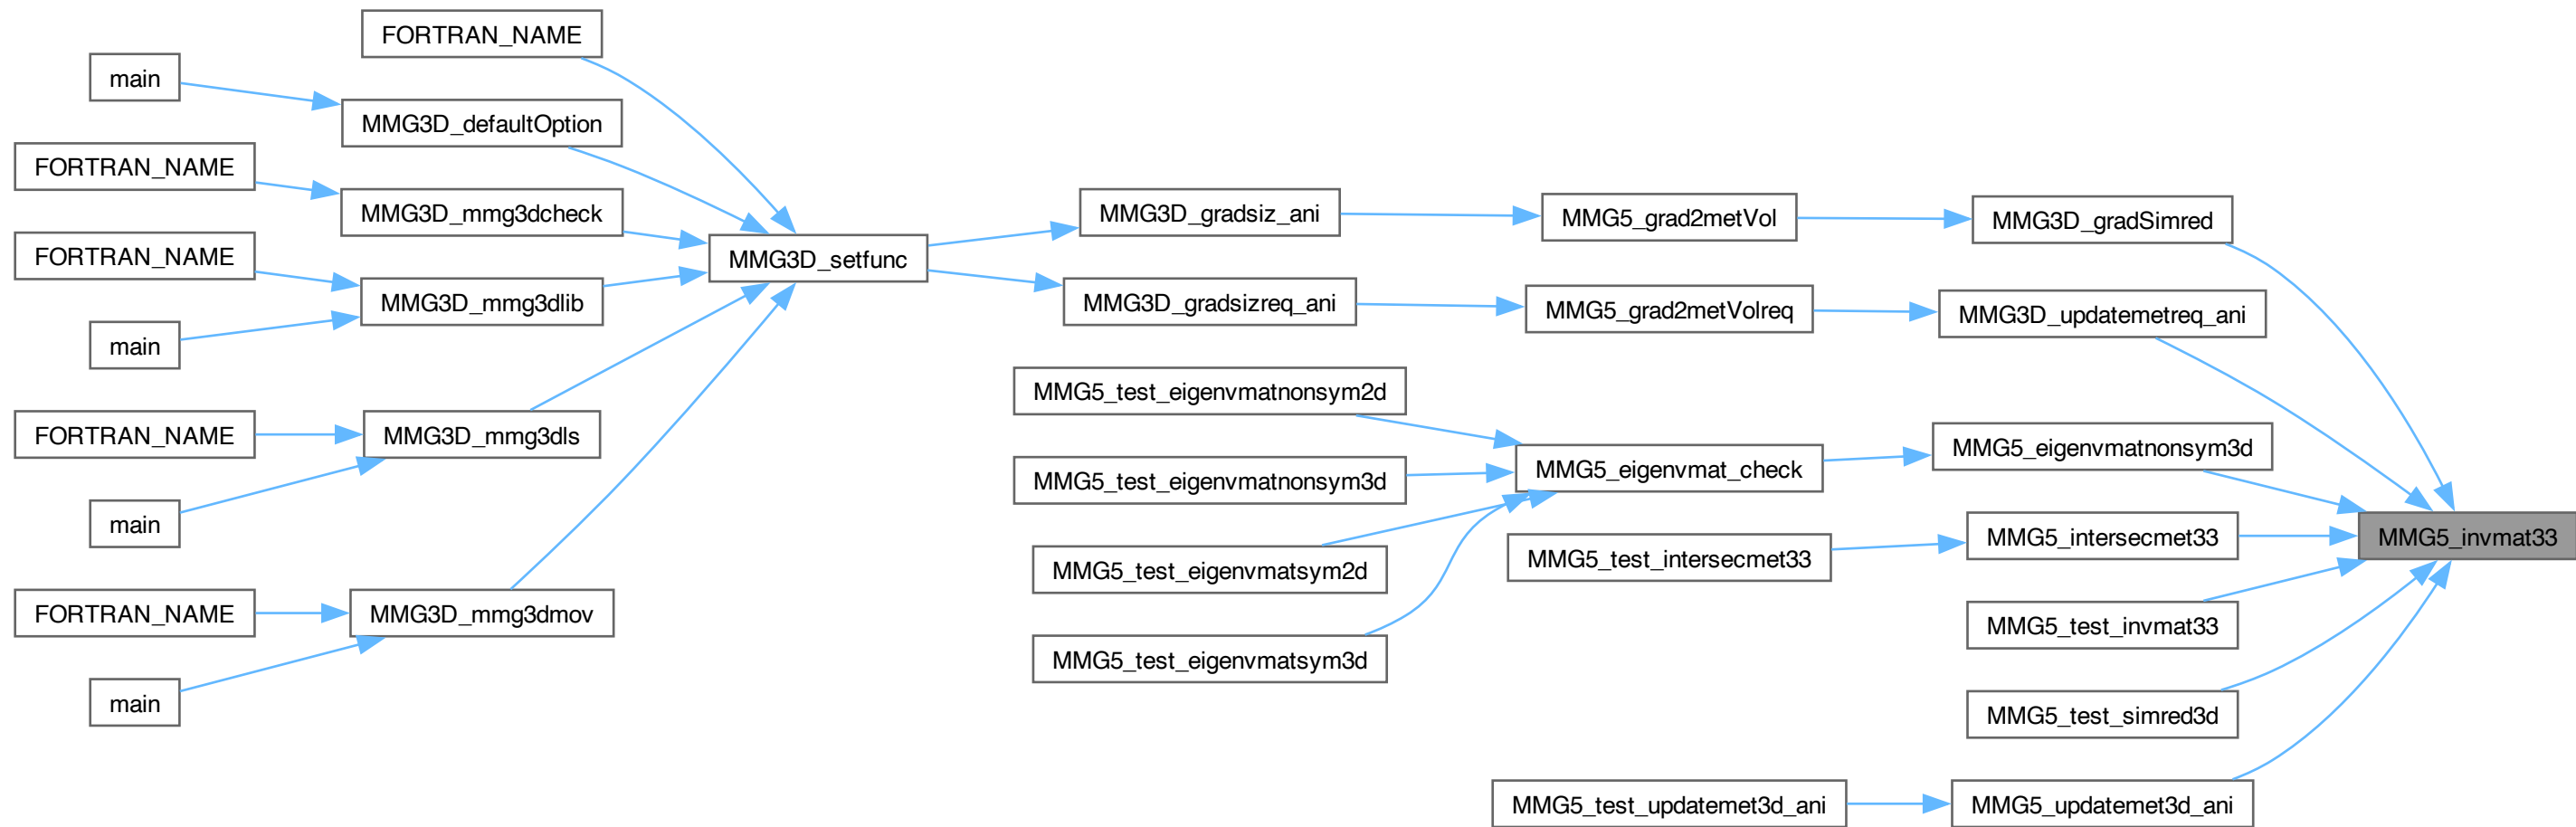 FORTRAN_NAME
main
MMG3D_defaultOption
FORTRAN_NAME
MMG3D_mmg3dcheck
FORTRAN_NAME
MMG3D_mmg3dlib
main
FORTRAN_NAME
MMG3D_mmg3dls
main
FORTRAN_NAME
MMG3D_mmg3dmov
main
MMG3D_setfunc
MMG3D_gradsiz_ani
MMG3D_gradsizreq_ani
MMG5_test_eigenvmatnonsym2d
MMG5_test_eigenvmatnonsym3d
MMG5_test_eigenvmatsym2d
MMG5_test_eigenvmatsym3d
MMG5_grad2metVol
MMG5_grad2metVolreq
MMG5_eigenvmat_check
MMG5_test_intersecmet33
MMG5_test_updatemet3d_ani
MMG3D_gradSimred
MMG3D_updatemetreq_ani
MMG5_eigenvmatnonsym3d
MMG5_intersecmet33
MMG5_test_invmat33
MMG5_test_simred3d
MMG5_updatemet3d_ani
MMG5_invmat33